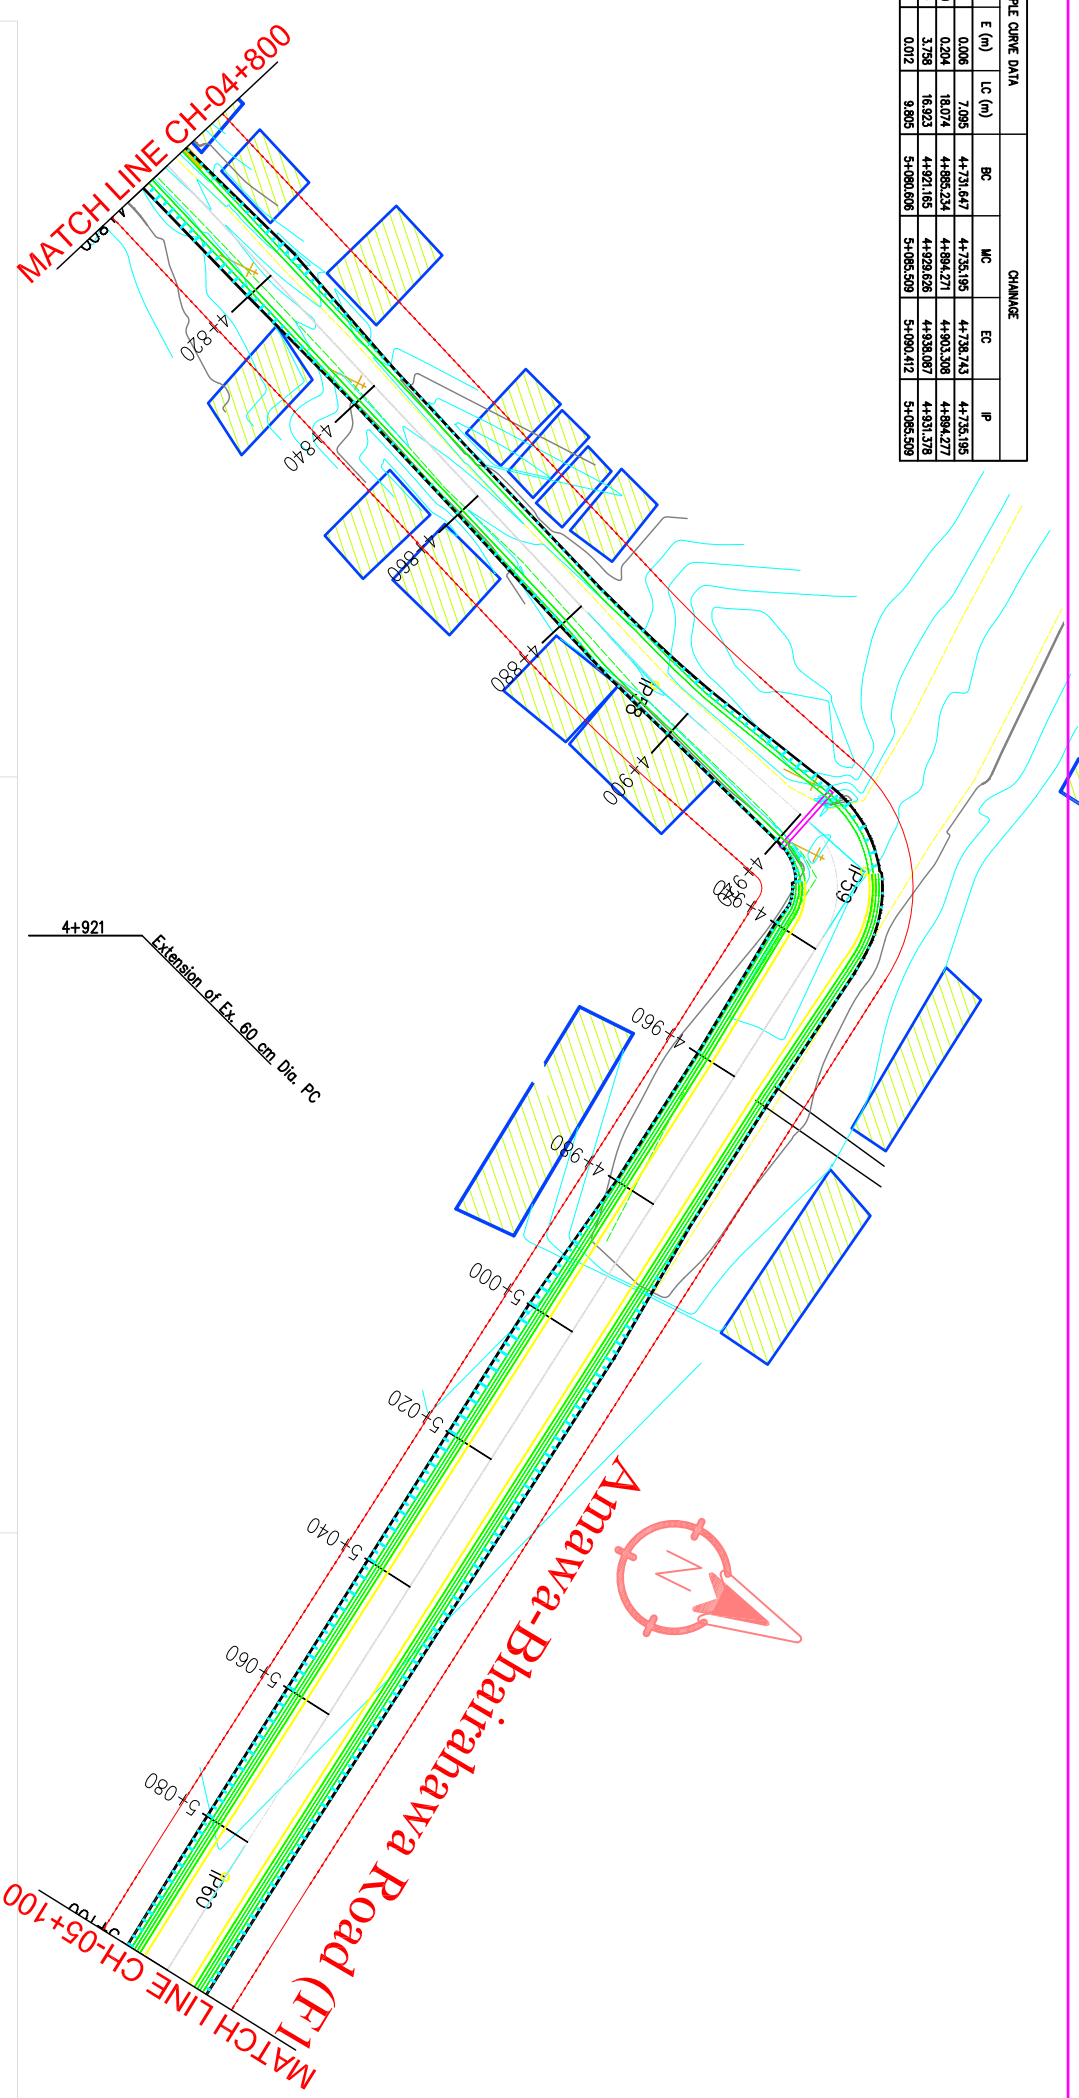 PLE CURVE DATA CHAINAGE
E (m) LC (m) BC MC EC IP
0.006 7.095 4+731.647 4+735.195 4+738.743 4+735.195
0.204 18.074 4+885.234 4+894.271 4+903.308 4+894.277
3.758 16.923 4+921.165 4+929.626 4+938.087 4+931.378
0.012 9.805 5+080.606 5+085.509 5+090.412 5+085.509
MATCH LINE CH-04+800
4+820
4+840
4+860
4+880
IP58
4+900
IP59
4+940
4+921
Extension of Ex. 60 cm Dia. PC
4+960
4+980
5+000
5+020
5+040
5+060
5+080
IP60
N
Amawa-Bhairahawa Road (F1
MATCH LINE CH-05+100